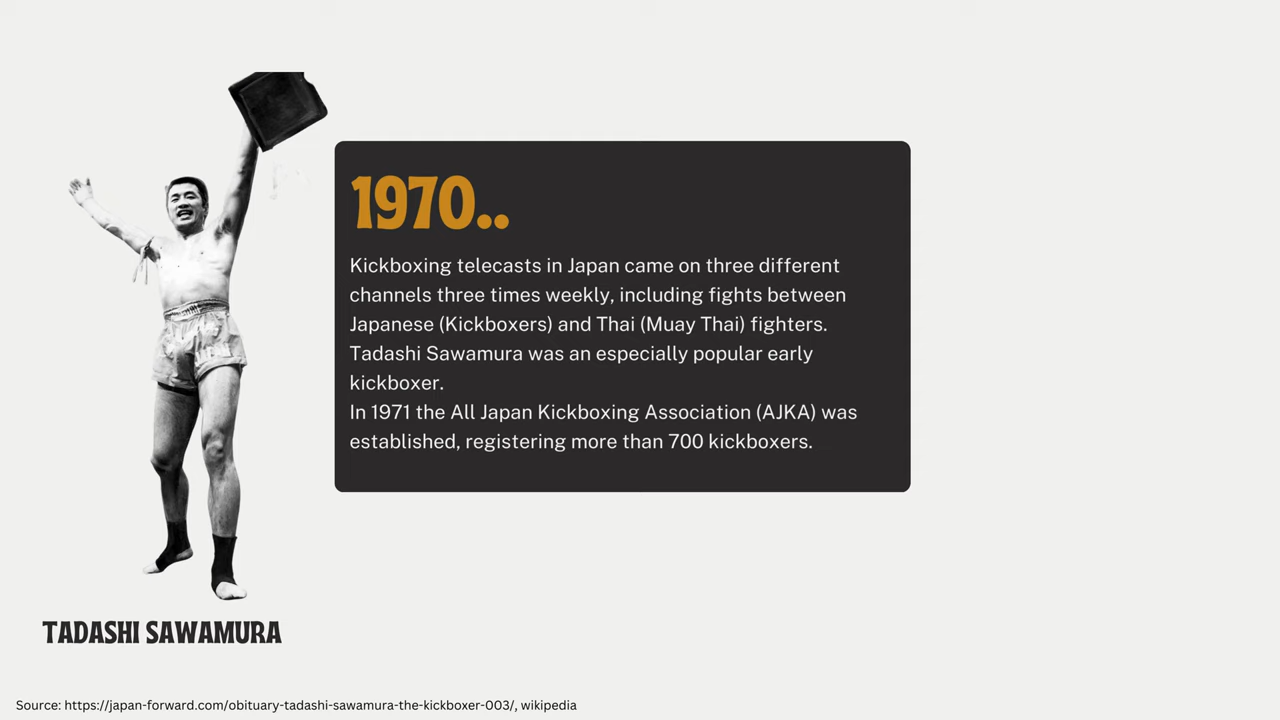 1970..
Kickboxing telecasts in Japan came on three different
channels three times weekly, including fights between
Japanese (Kickboxers) and Thai (Muay Thai) fighters.
Tadashi Sawamura was an especially popular early
kickboxer.
In 1971 the All Japan Kickboxing Association (AJKA) was
established, registering more than 700 kickboxers.
TADASHI SAWAMURA
Source: https://japan-forward.com/obituary-tadashi-sawamura-the-kickboxer-003/, wikipedia